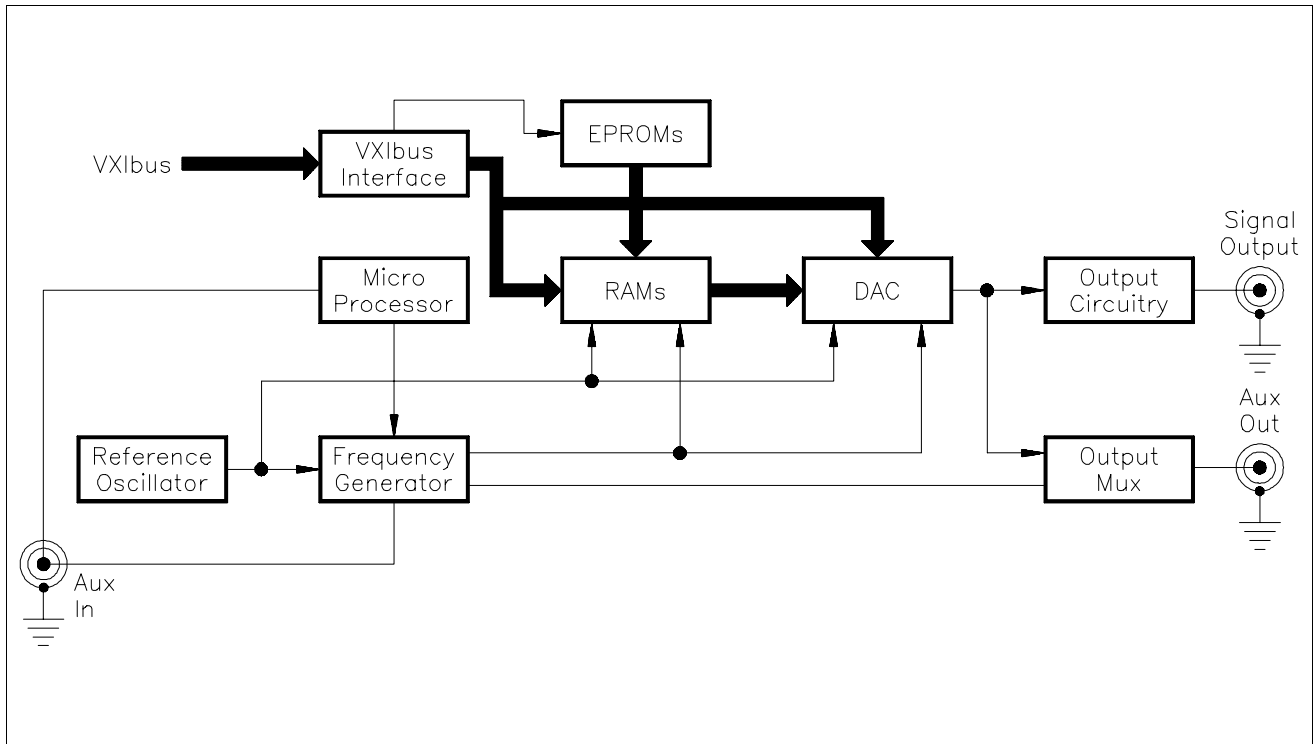 EPROMs
VXIbus
VXIbus
Interface
Signal
Output
Micro
Processor
RAMs
DAC
Output
Circuitry
Aux
Out
Reference
Oscillator
Frequency
Generator
Output
Mux
Aux
In